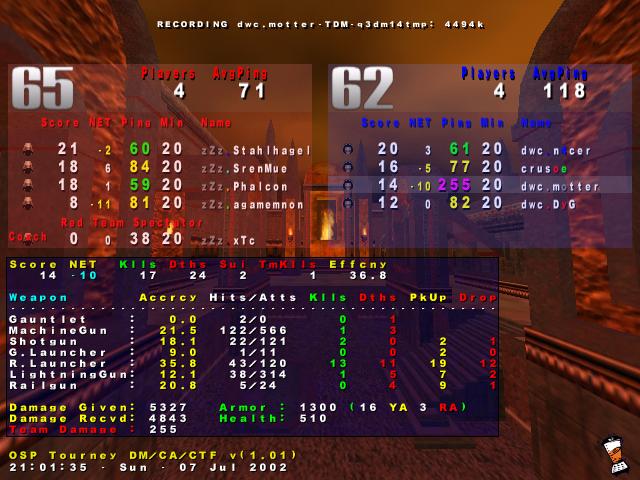 RECORDING dwc.motter-TDM-q3dm14tmp: 4494k
65 Players AvgPing
4 71
62 Players AvgPing
4 118
Score NET Ping Min Name
21 -2 60 20 zZz.Stahlhagel
18 6 84 20 zZz.SrenMue
18 1 59 20 zZz.Phalcon
8 -11 81 20 zZz.agamemnon
Red Team Spectator
Coach 0 0 38 20 zZz.xTc
Score NET Ping Min Name
20 3 61 20 dwc.n
16 -5 77 20 crusoe
14 -10 255 20 dwc.motter
12 0 82 20 dwc.DyG
Score NET Klls Dths Sui TmKlls Effcny
14 -10 17 24 2 1 36.8
Weapon Accrcy Hits/Atts Klls Dths PkUp Drop
Gauntlet : 0.0 2/0 0 1
MachineGun : 21.5 122/566 1 3
Shotgun : 18.1 22/121 2 0 2 1
G.Launcher : 9.0 1/11 0 0 2 0
R.Launcher : 35.8 43/120 13 11 19 12
LightningGun: 12.1 38/314 1 5 7 2
Railgun : 20.8 5/24 0 4 9 1
Damage Given: 5327 Armor : 1300 (16 YA 3 RA)
Damage Recvd: 4843 Health: 510
Team Damage : 255
OSP Tourney DM/CA/CTF v(1.01)
21:01:35 - Sun - 07 Jul 2002